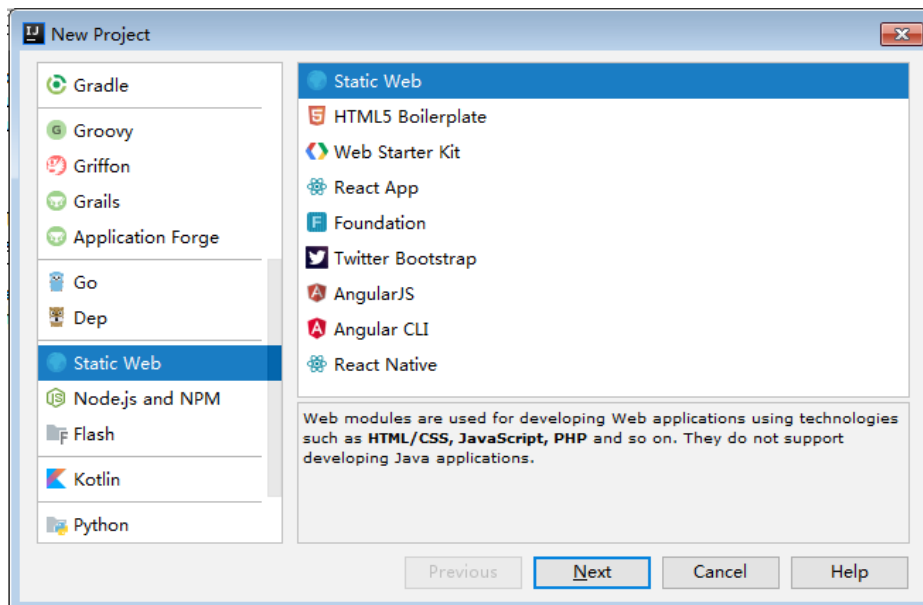 New Project
Gradle
Groovy
Griffon
Grails
Application Forge
Go
Dep
Static Web
Node.js and NPM
Flash
Kotlin
Python
Static Web
HTML5 Boilerplate
Web Starter Kit
React App
Foundation
Twitter Bootstrap
AngularJS
Angular CLI
React Native
Web modules are used for developing Web applications using technologies
such as HTML/CSS, JavaScript, PHP and so on. They do not support
developing Java applications.
Previous
Next
Cancel
Help